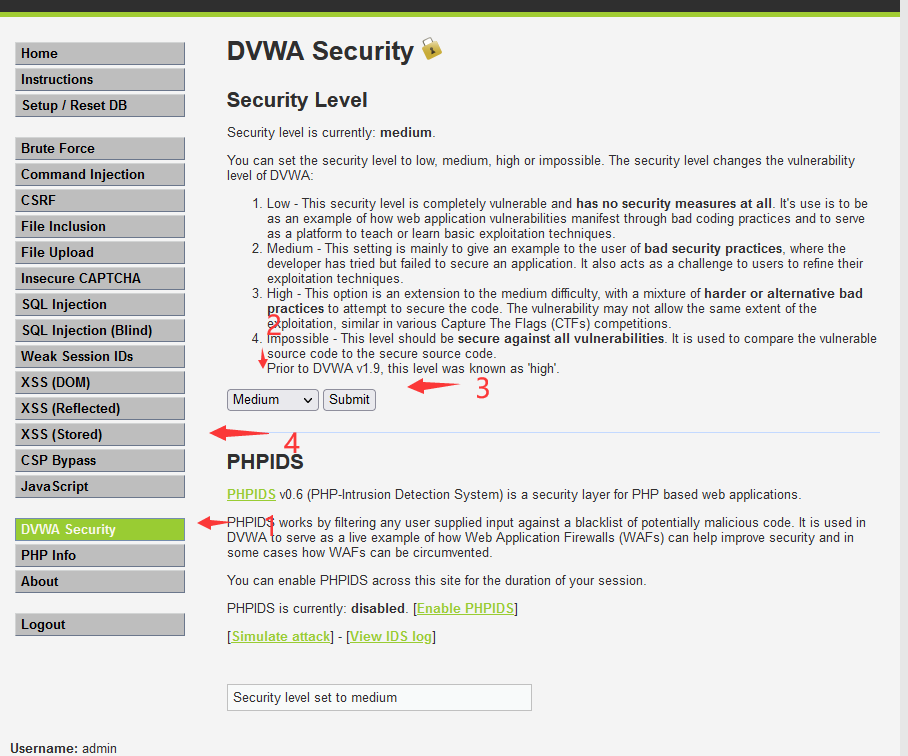 Home
Instructions
Setup / Reset DB
Brute Force
Command Injection
CSRF
File Inclusion
File Upload
Insecure CAPTCHA
SQL Injection
SQL Injection (Blind)
Weak Session IDs
XSS (DOM)
XSS (Reflected)
XSS (Stored)
CSP Bypass
JavaScript
DVWA Security
PHP Info
About
Logout
DVWA Security
Security Level
Security level is currently: medium.
You can set the security level to low, medium, high or impossible. The security level changes the vulnerability
level of DVWA:
1. Low - This security level is completely vulnerable and has no security measures at all. It's use is to be
as an example of how web application vulnerabilities manifest through bad coding practices and to serve
as a platform to teach or learn basic exploitation techniques.
2. Medium - This setting is mainly to give an example to the user of bad security practices, where the
developer has tried but failed to secure an application. It also acts as a challenge to users to refine their
exploitation techniques.
3. High - This option is an extension to the medium difficulty, with a mixture of harder or alternative bad
practices to attempt to secure the code. The vulnerability may not allow the same extent of the
exploitation, similar in various Capture The Flags (CTFs) competitions.
2
4. Impossible - This level should be secure against all vulnerabilities. It is used to compare the vulnerable
source code to the secure source code.
Prior to DVWA v1.9, this level was known as 'high'.
3
Medium Submit
4
PHPIDS
PHPIDS v0.6 (PHP-Intrusion Detection System) is a security layer for PHP based web applications.
1
PHPIDS works by filtering any user supplied input against a blacklist of potentially malicious code. It is used in
DVWA to serve as a live example of how Web Application Firewalls (WAFs) can help improve security and in
some cases how WAFs can be circumvented.
You can enable PHPIDS across this site for the duration of your session.
PHPIDS is currently: disabled. [Enable PHPIDS]
[Simulate attack] - [View IDS log]
Security level set to medium
Username: admin